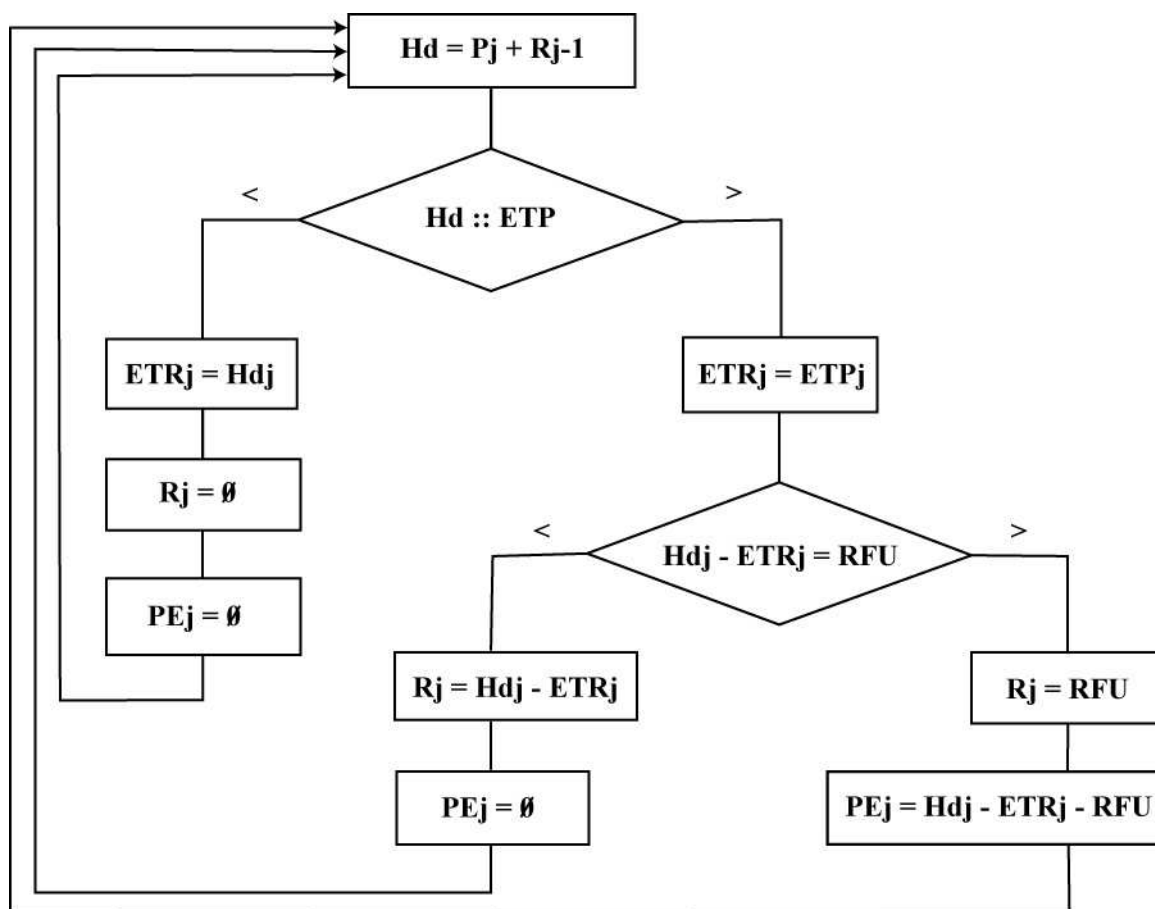 Hd = Pj + Rj-1
< >
Hd :: ETP
ETRj = Hdj
ETRj = ETPj
Rj = Ø
< >
Hdj - ETRj = RFU
PEj = Ø
Rj = Hdj - ETRj
Rj = RFU
PEj = Ø
PEj = Hdj - ETRj - RFU